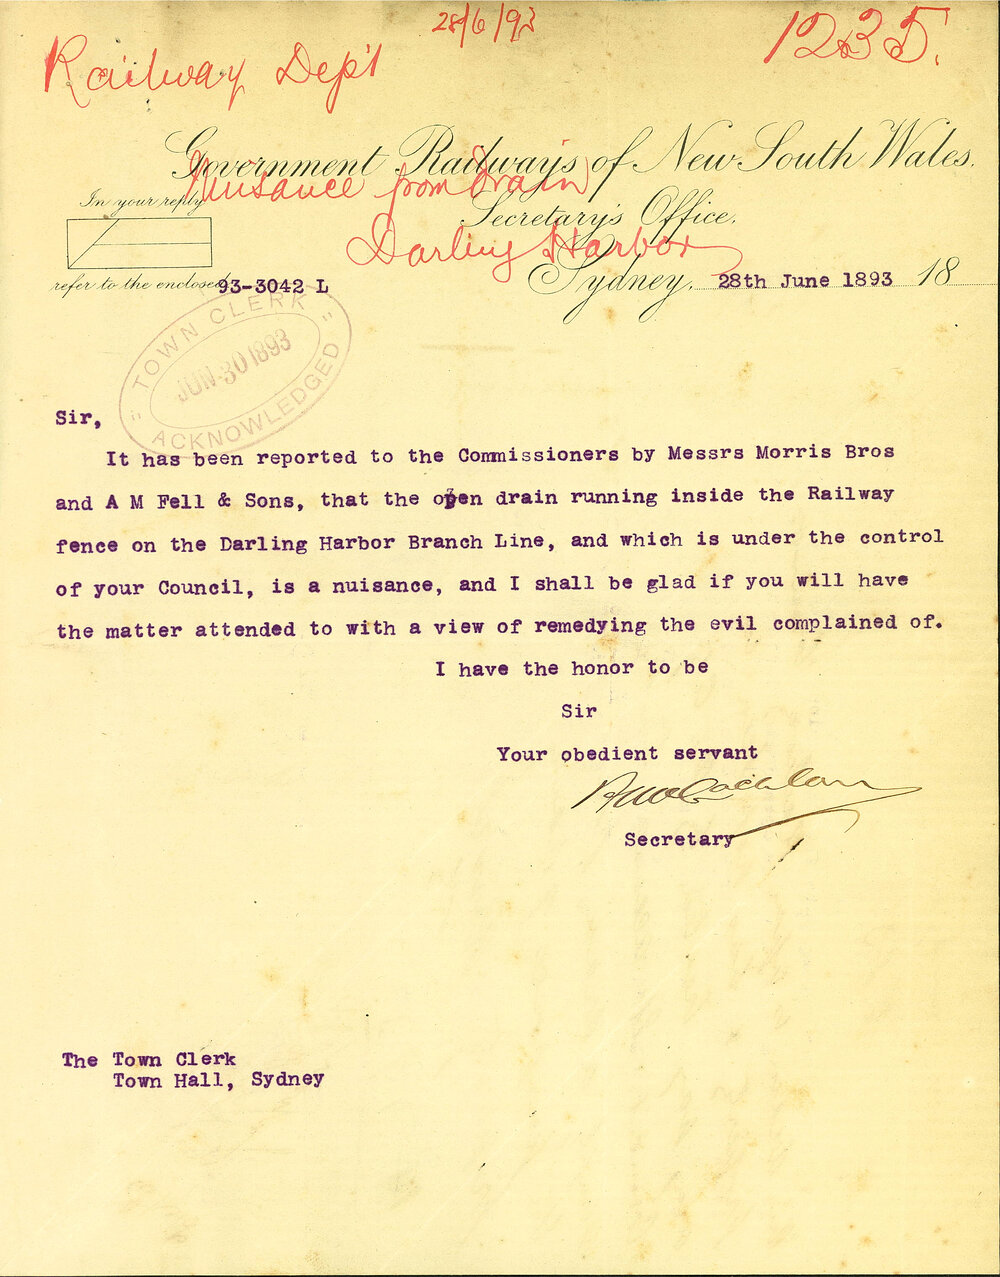 28/6/93
1235.
Railway Dep't
Government Railways of New South Wales.
Nuisance from Drain
In your reply
Secretary's Office.
Darling Harbor
refer to the enclosed 93-3042 L
Sydney, 28th June 1893 18
TOWN CLERK
JUN 30 1893
ACKNOWLEDGED
Sir,
It has been reported to the Commissioners by Messrs Morris Bros
and A M Fell & Sons, that the open drain running inside the Railway
fence on the Darling Harbor Branch Line, and which is under the control
of your Council, is a nuisance, and I shall be glad if you will have
the matter attended to with a view of remedying the evil complained of.
I have the honor to be
Sir
Your obedient servant
H McLachlan
Secretary
The Town Clerk
Town Hall, Sydney